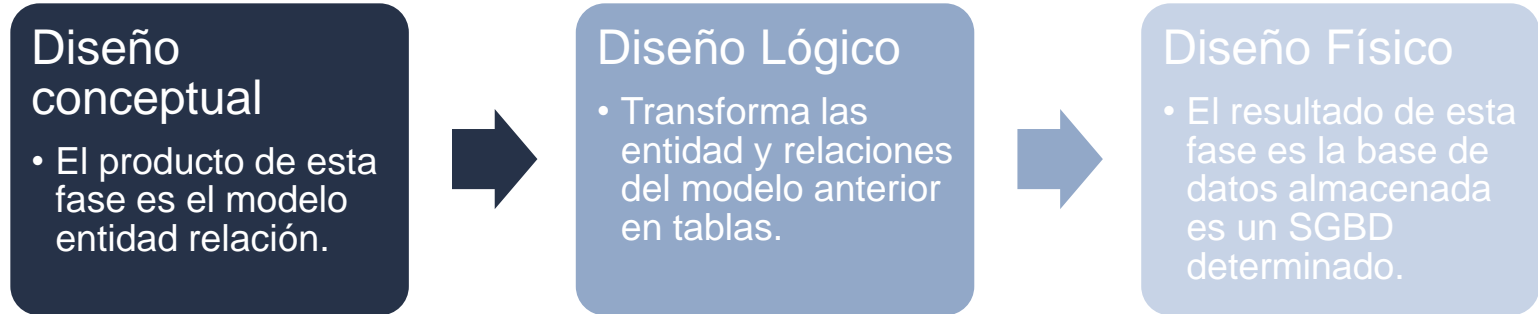 Diseño
conceptual
• El producto de esta
fase es el modelo
entidad relación.
Diseño Lógico
• Transforma las
entidad y relaciones
del modelo anterior
en tablas.
Diseño Físico
• El resultado de esta
fase es la base de
datos almacenada
es un SGBD
determinado.